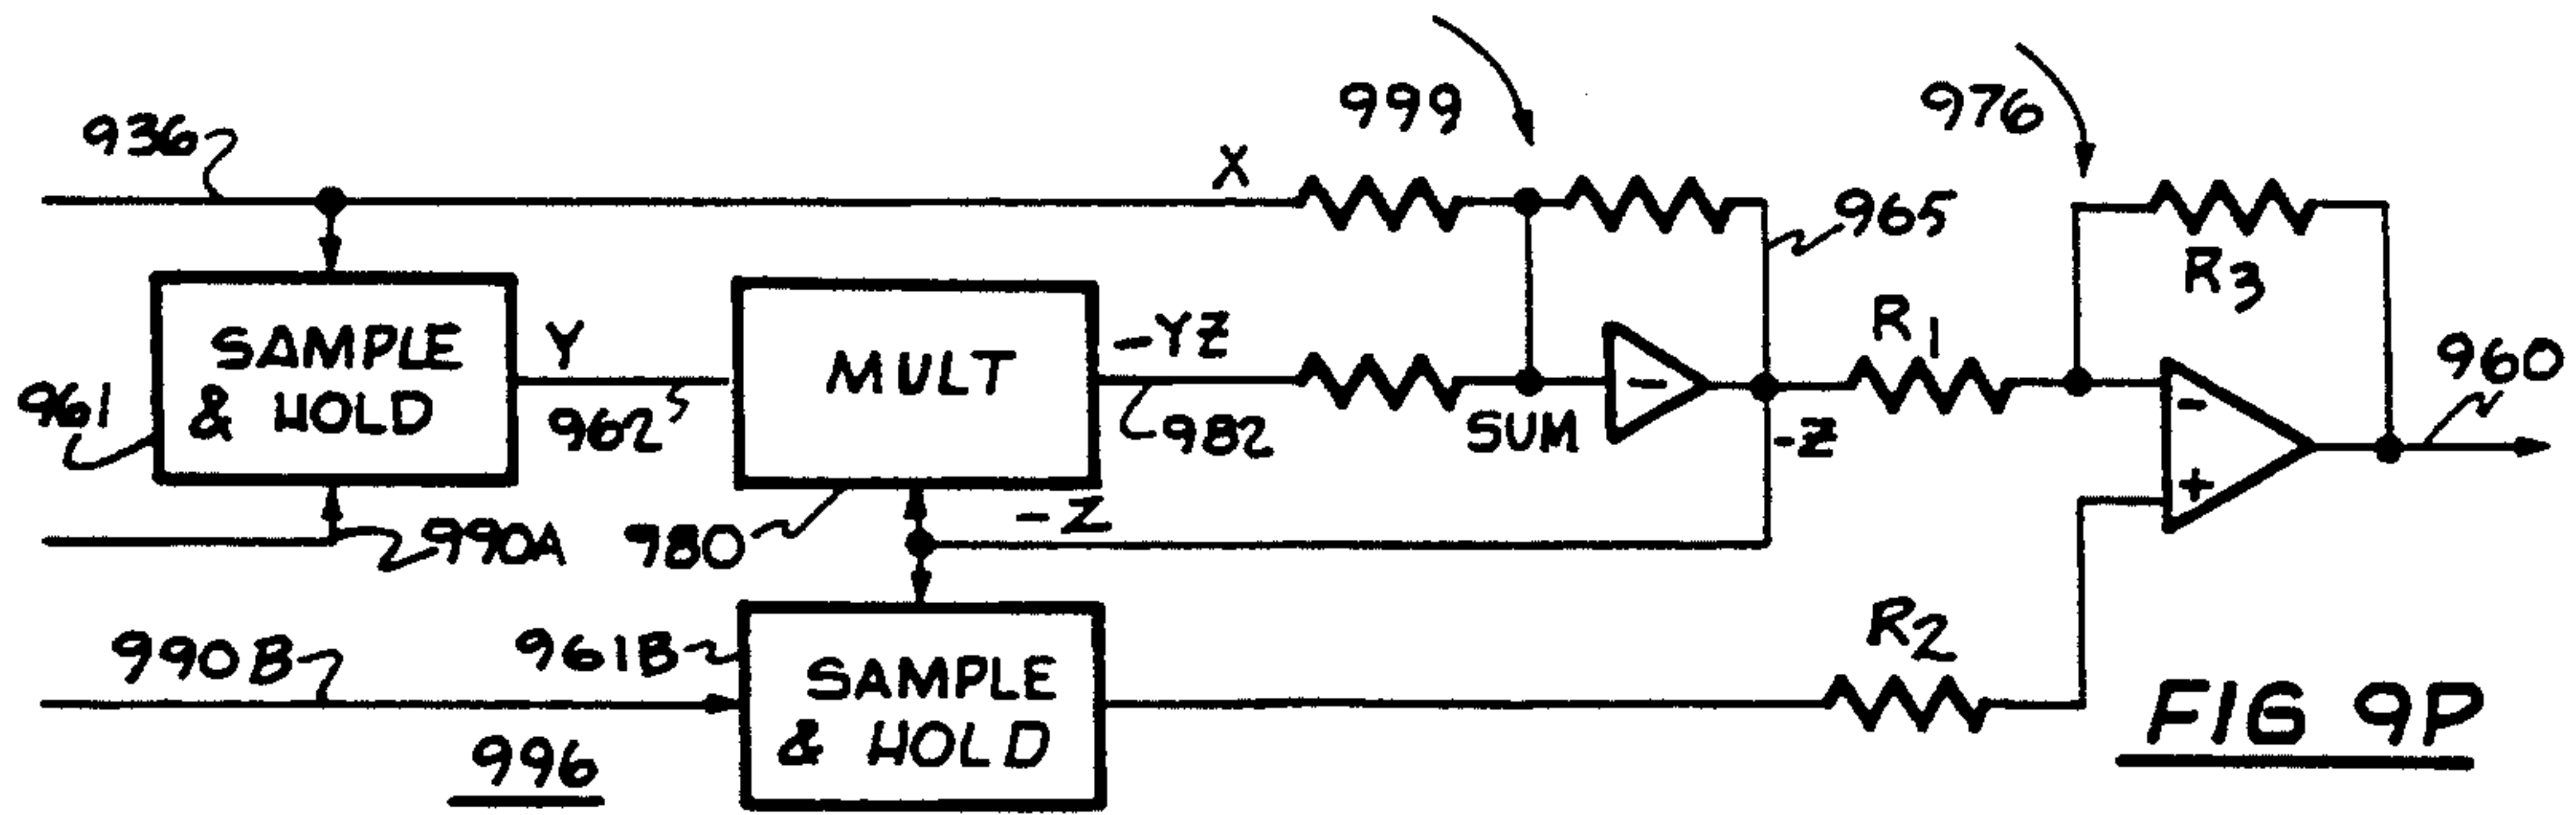 936
999
976
X
965
R3
SAMPLE
& HOLD
Y
MULT
-YZ
R1
960
961
962
982
SUM
-
-Z
-
+
990A
980
-Z
990B
961B
SAMPLE
& HOLD
R2
996
FIG 9P